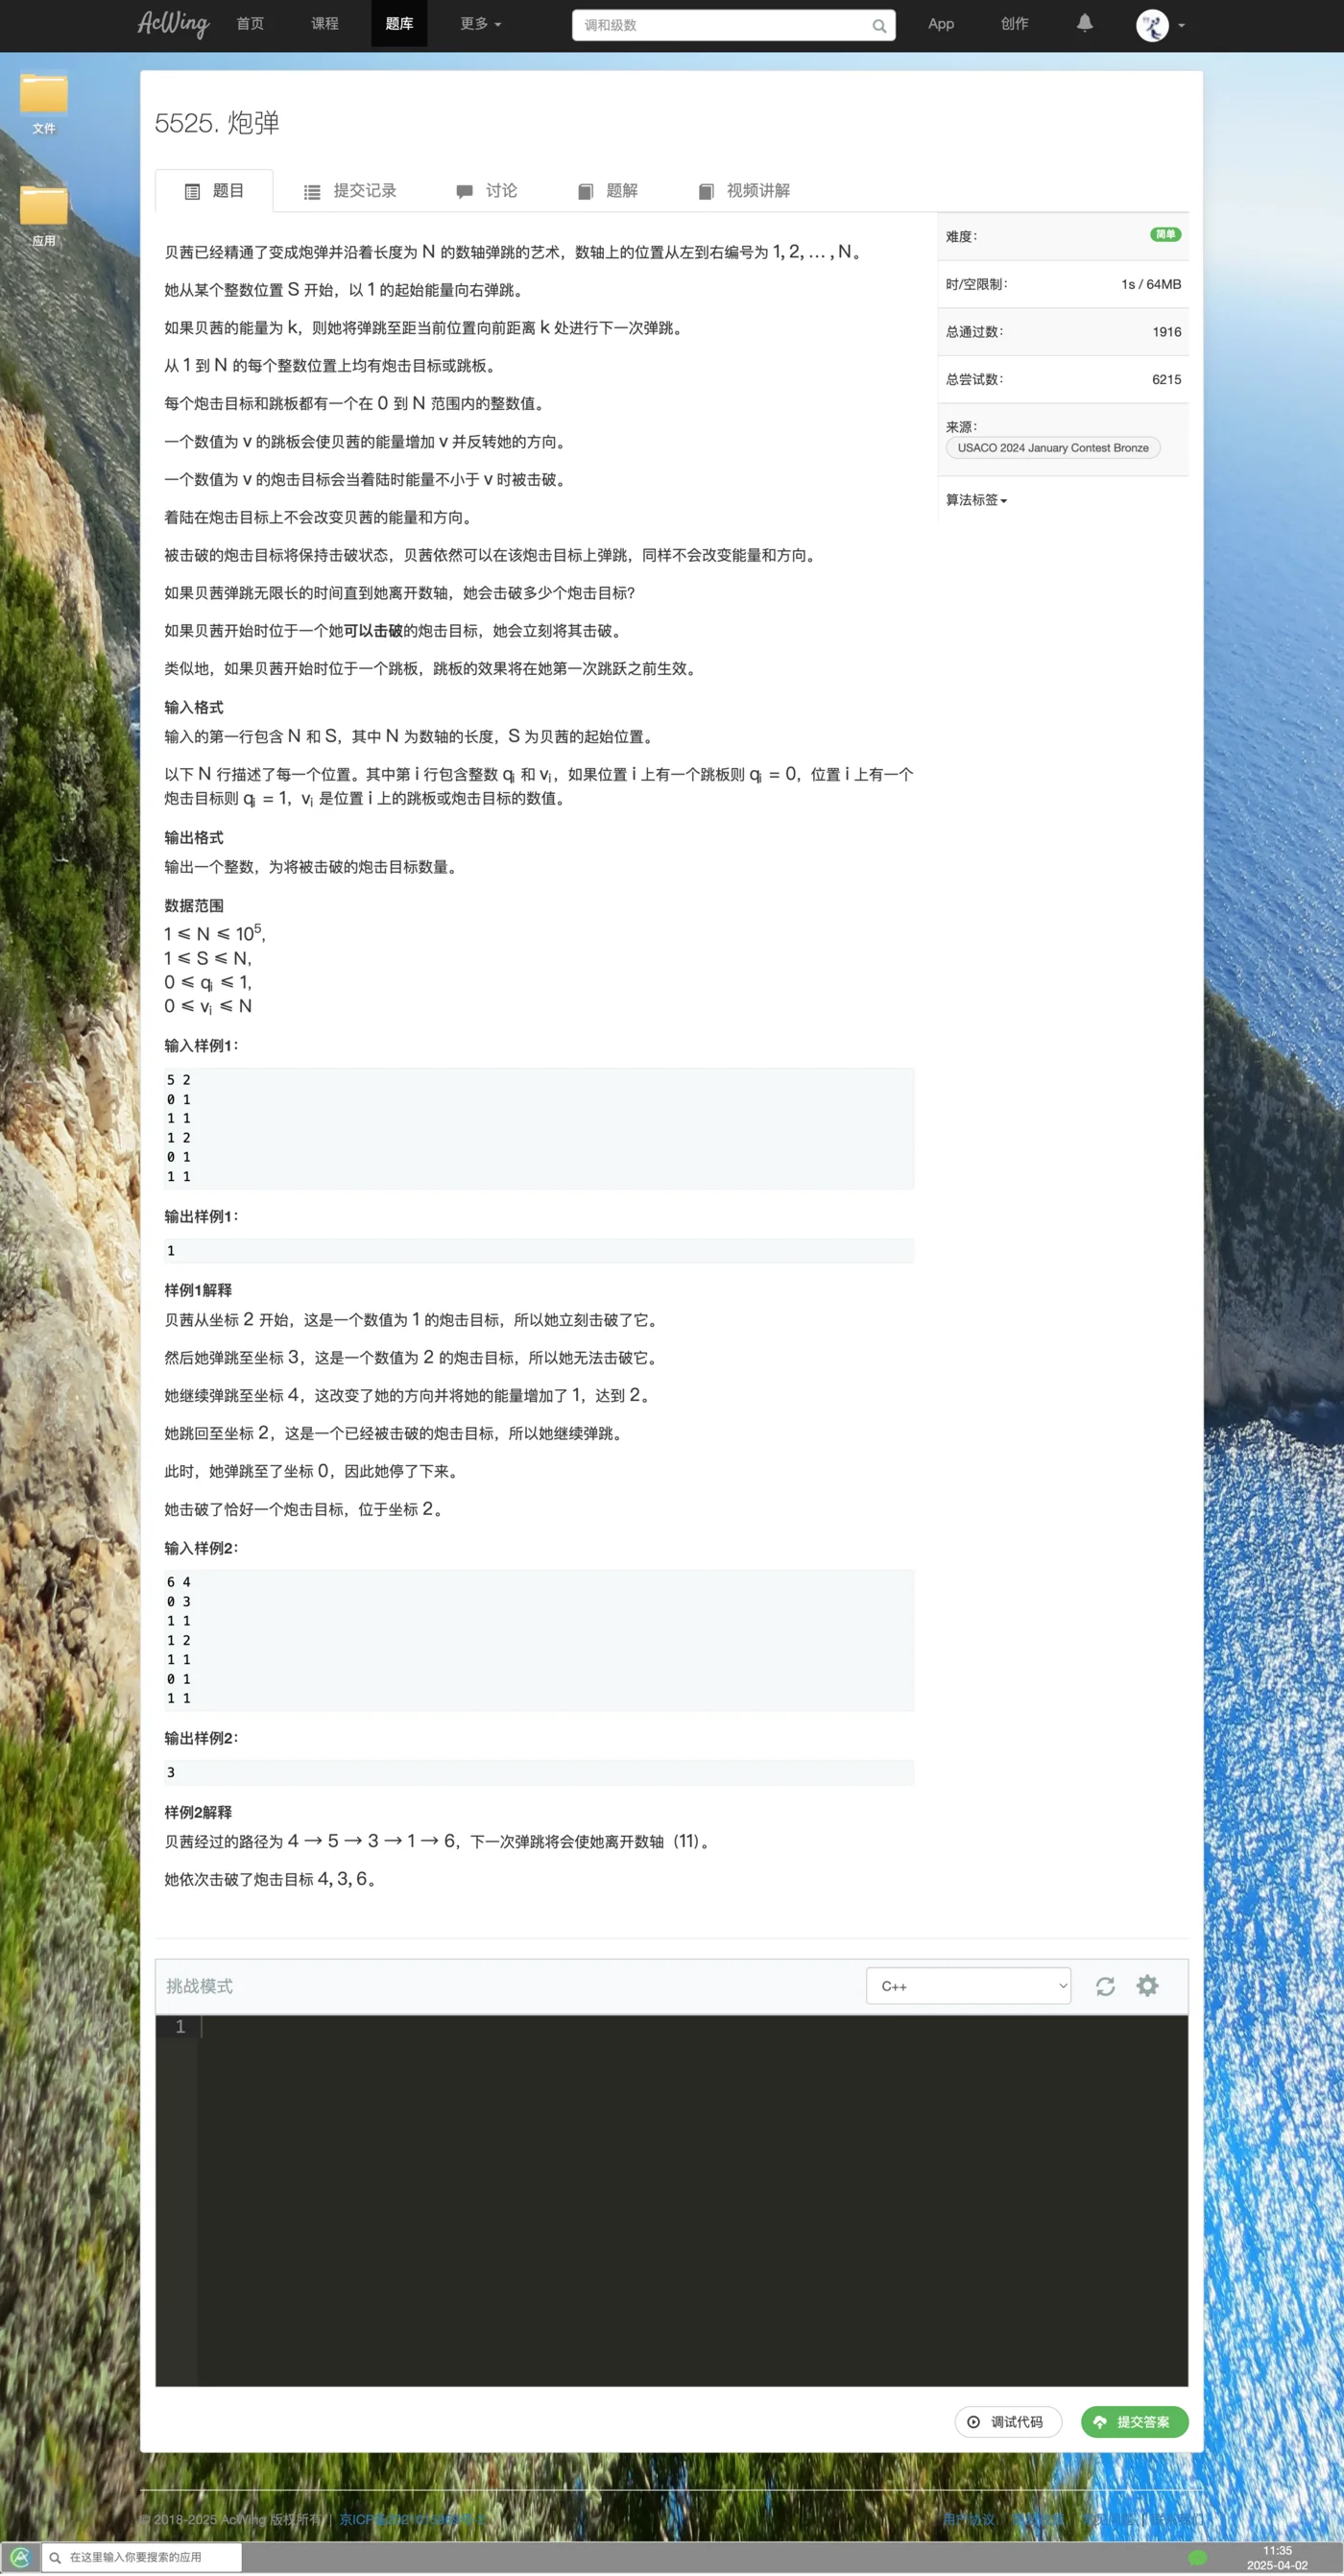 AcWing 首页 课程 题库 更多 调和级数 App 创作
文件
应用
5525. 炮弹
题目 提交记录 讨论 题解 视频讲解
贝茜已经精通了变成炮弹并沿着长度为 N 的数轴弹跳的艺术，数轴上的位置从左到右编号为 1, 2, … , N。
她从某个整数位置 S 开始，以 1 的起始能量向右弹跳。
如果贝茜的能量为 k，则她将弹跳至距当前位置向前距离 k 处进行下一次弹跳。
从 1 到 N 的每个整数位置上均有炮击目标或跳板。
每个炮击目标和跳板都有一个在 0 到 N 范围内的整数值。
一个数值为 v 的跳板会使贝茜的能量增加 v 并反转她的方向。
一个数值为 v 的炮击目标会当着陆时能量不小于 v 时被击破。
着陆在炮击目标上不会改变贝茜的能量和方向。
被击破的炮击目标将保持击破状态，贝茜依然可以在该炮击目标上弹跳，同样不会改变能量和方向。
如果贝茜弹跳无限长的时间直到她离开数轴，她会击破多少个炮击目标?
如果贝茜开始时位于一个她可以击破的炮击目标，她会立刻将其击破。
类似地，如果贝茜开始时位于一个跳板，跳板的效果将在她第一次跳跃之前生效。
输入格式
输入的第一行包含 N 和 S，其中 N 为数轴的长度，S 为贝茜的起始位置。
以下 N 行描述了每一个位置。其中第 i 行包含整数 qᵢ 和 vᵢ，如果位置 i 上有一个跳板则 qᵢ = 0，位置 i 上有一个
炮击目标则 qᵢ = 1，vᵢ 是位置 i 上的跳板或炮击目标的数值。
输出格式
输出一个整数，为将被击破的炮击目标数量。
数据范围
1 ⩽ N ⩽ 10⁵,
1 ⩽ S ⩽ N,
0 ⩽ qᵢ ⩽ 1,
0 ⩽ vᵢ ⩽ N
输入样例1：
5 2
0 1
1 1
1 2
0 1
1 1
输出样例1：
1
样例1解释
贝茜从坐标 2 开始，这是一个数值为 1 的炮击目标，所以她立刻击破了它。
然后她弹跳至坐标 3，这是一个数值为 2 的炮击目标，所以她无法击破它。
她继续弹跳至坐标 4，这改变了她的方向并将她的能量增加了 1，达到 2。
她跳回至坐标 2，这是一个已经被击破的炮击目标，所以她继续弹跳。
此时，她弹跳至了坐标 0，因此她停了下来。
她击破了恰好一个炮击目标，位于坐标 2。
输入样例2：
6 4
0 3
1 1
1 2
1 1
0 1
1 1
输出样例2：
3
样例2解释
贝茜经过的路径为 4 → 5 → 3 → 1 → 6，下一次弹跳将会使她离开数轴（11）。
她依次击破了炮击目标 4, 3, 6。
难度： 简单
时/空限制： 1s / 64MB
总通过数： 1916
总尝试数： 6215
来源：
USACO 2024 January Contest Bronze
算法标签
挑战模式 C++
1
调试代码 提交答案
© 2018-2025 AcWing 版权所有 |
用户协议
在这里输入你要搜索的应用
11:35
2025-04-02